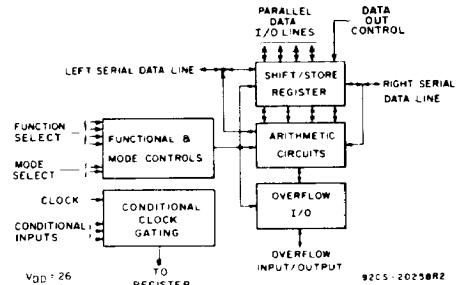 PARALLEL
DATA
I/O LINES
DATA
OUT
CONTROL
LEFT SERIAL DATA LINE
SHIFT/STORE
REGISTER
RIGHT SERIAL
DATA LINE
FUNCTION
SELECT
FUNCTIONAL &
MODE CONTROLS
ARITHMETIC
CIRCUITS
MODE
SELECT
CLOCK
CONDITIONAL
INPUTS
CONDITIONAL
CLOCK
GATING
OVERFLOW
I/O
VDD = 26
TO
REGISTER
OVERFLOW
INPUT/OUTPUT
92CS-20258R2